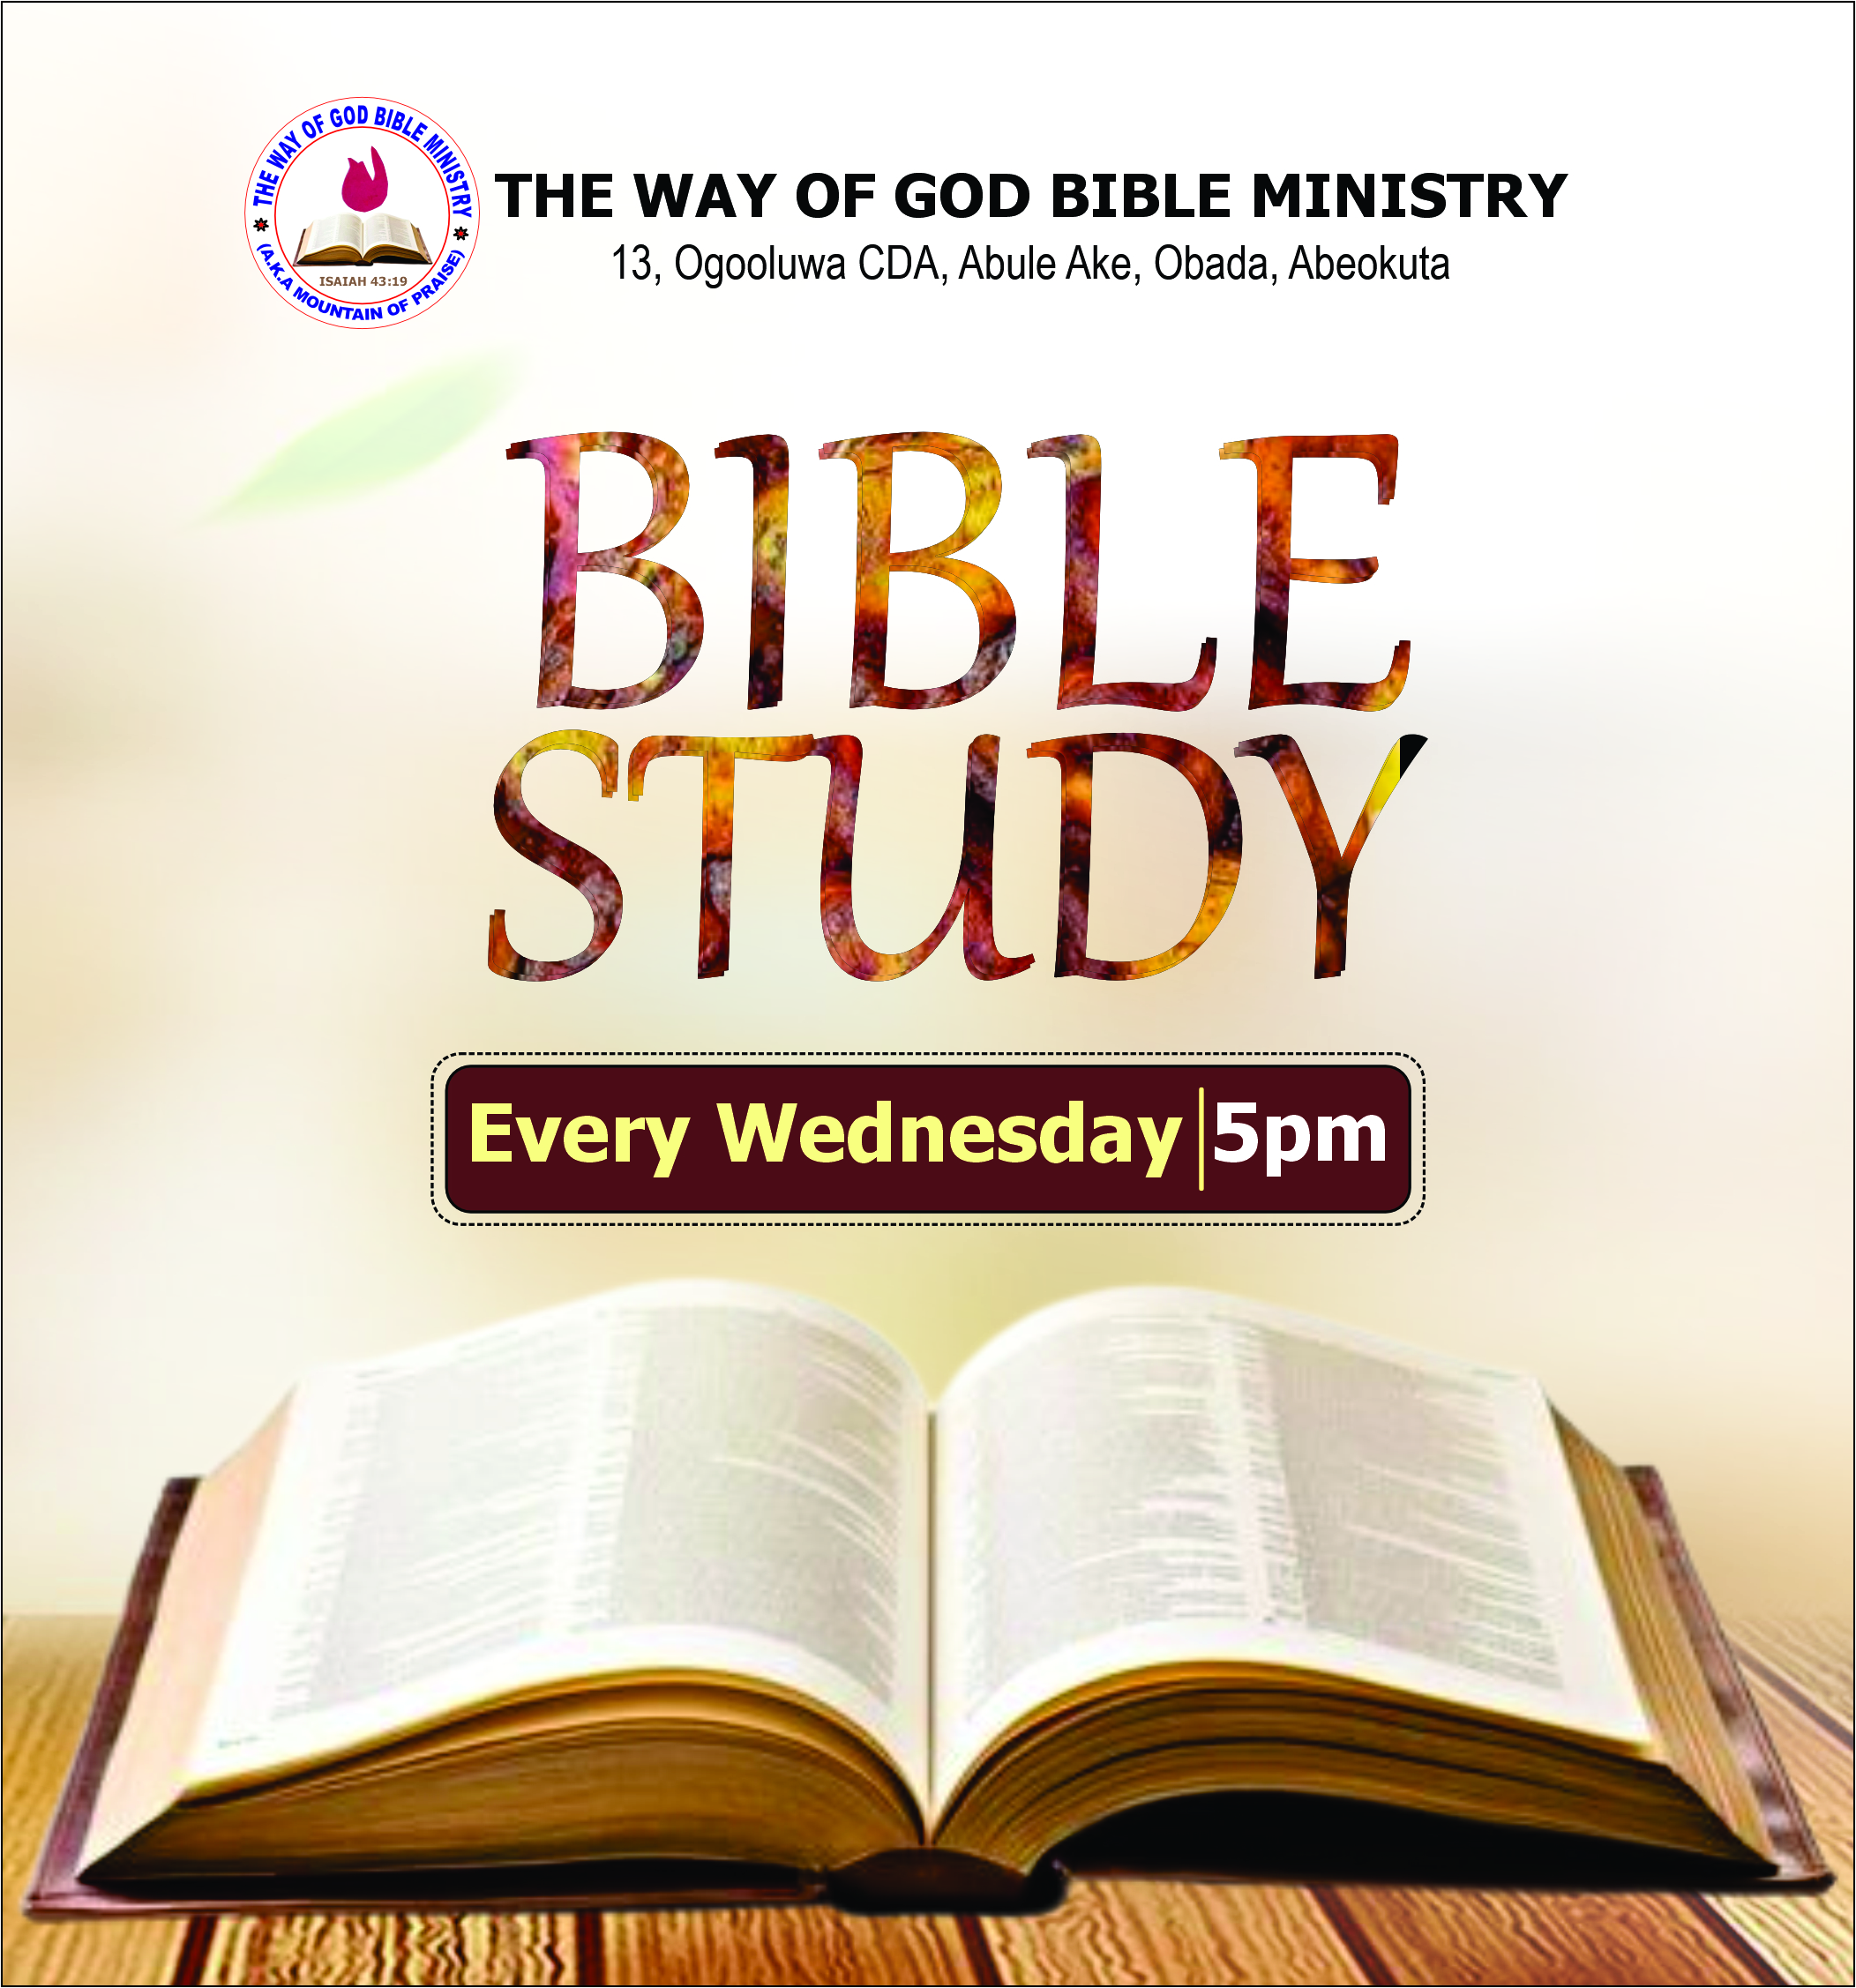 THE WAY OF GOD BIBLE MINISTRY
(A.K.A MOUNTAIN OF PRAISE)
ISAIAH 43:19
THE WAY OF GOD BIBLE MINISTRY
13, Ogooluwa CDA, Abule Ake, Obada, Abeokuta
BIBLE
STUDY
Every Wednesday|5pm